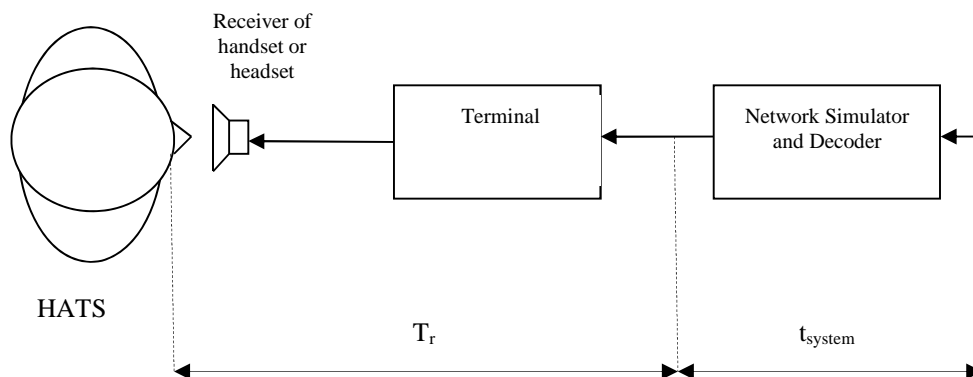 Receiver of
handset or
headset
Terminal
Network Simulator
and Decoder
HATS
Tr
tsystem